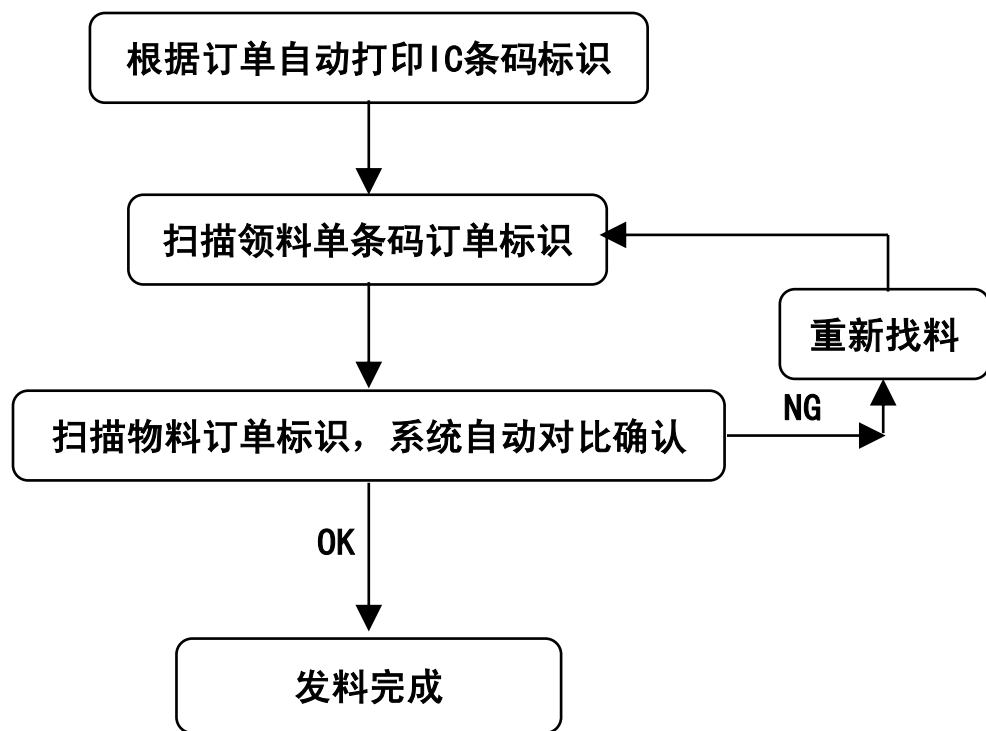 根据订单自动打印IC条码标识
扫描领料单条码订单标识
重新找料
扫描物料订单标识，系统自动对比确认
NG
OK
发料完成